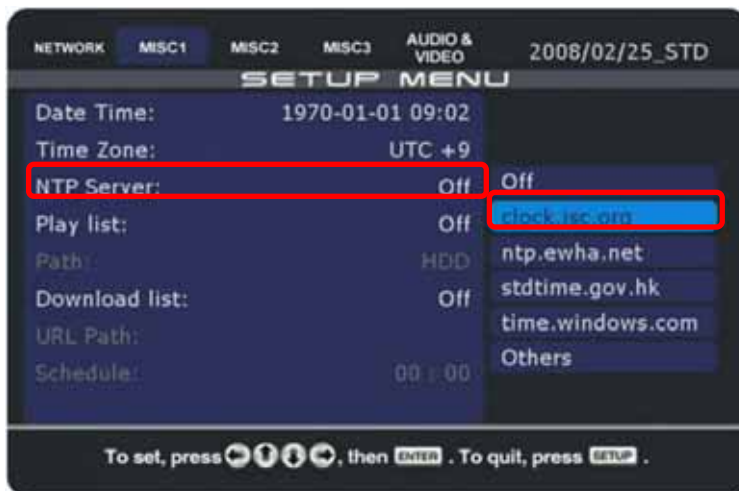 NETWORK MISC1 MISC2 MISC3 AUDIO & VIDEO 2008/02/25_STD
SETUP MENU
Date Time: 1970-01-01 09:02
Time Zone: UTC +9
NTP Server: Off
Play list: Off
Path: HDD
Download list: Off
URL Path:
Schedule: 00 : 00
Off
clock.isc.org
ntp.ewha.net
stdtime.gov.hk
time.windows.com
Others
To set, press , then ENTER . To quit, press SETUP .